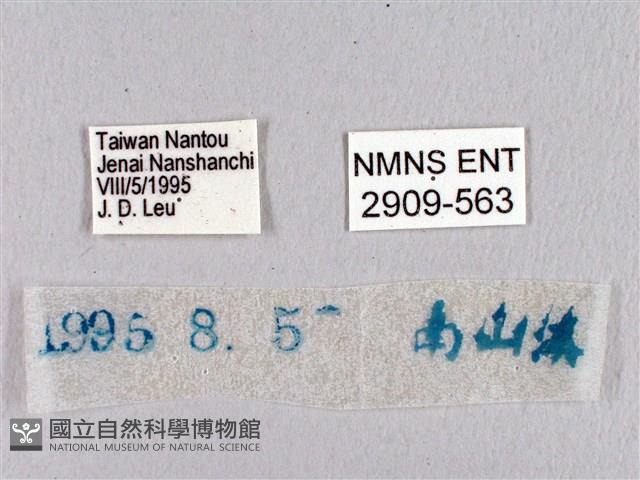 Taiwan Nantou
Jenai Nanshanchi
VIII/5/1995
J. D. Leu
NMNS ENT
2909-563
1995 8. 5 南山溪
國立自然科學博物館
NATIONAL MUSEUM OF NATURAL SCIENCE